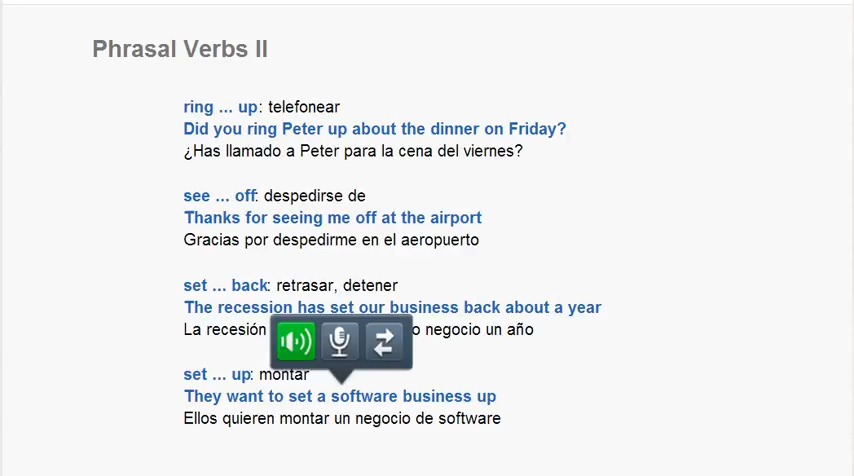 Phrasal Verbs II
ring ... up: telefonear
Did you ring Peter up about the dinner on Friday?
¿Has llamado a Peter para la cena del viernes?
see ... off: despedirse de
Thanks for seeing me off at the airport
Gracias por despedirme en el aeropuerto
set ... back: retrasar, detener
The recession has set our business back about a year
La recesión negocio un año
set ... up: montar
They want to set a software business up
Ellos quieren montar un negocio de software